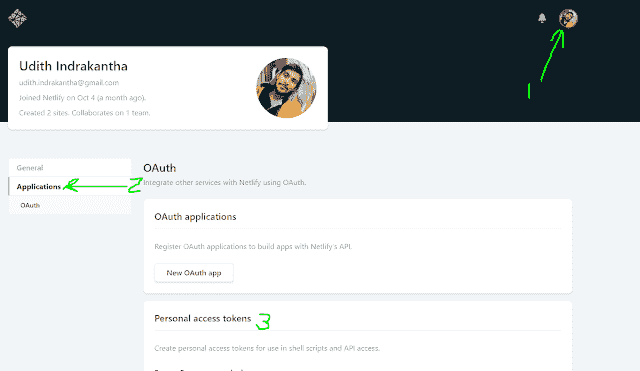 1
Udith Indrakantha
udith.indrakantha@gmail.com
Joined Netlify on Oct 4 (a month ago).
Created 2 sites. Collaborates on 1 team.
General
Applications
2
OAuth
OAuth
Integrate other services with Netlify using OAuth.
OAuth applications
Register OAuth applications to build apps with Netlify's API.
New OAuth app
Personal access tokens
3
Create personal access tokens for use in shell scripts and API access.